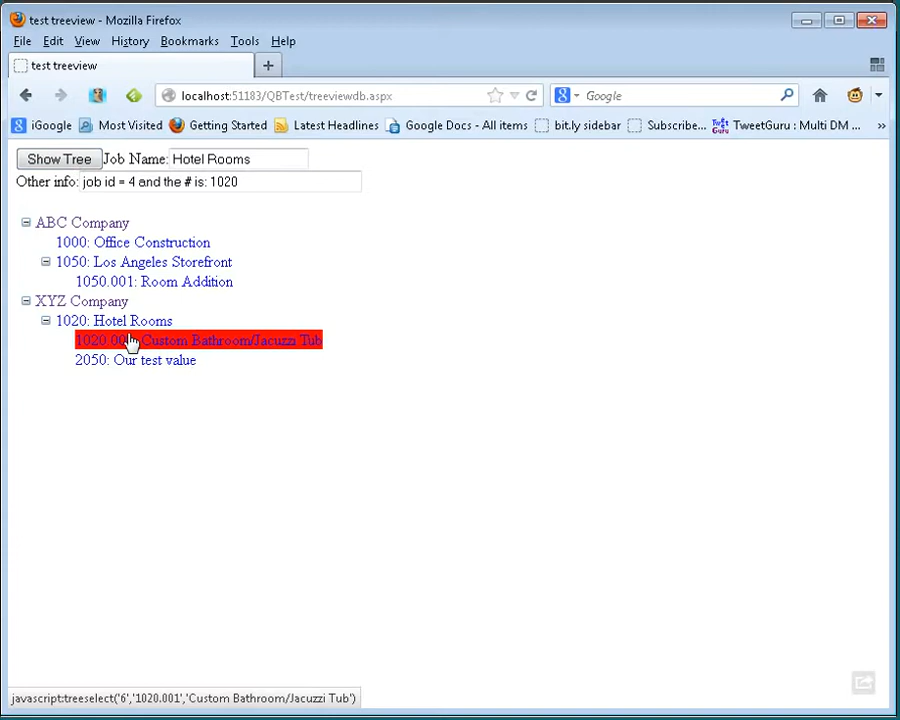 test treeview - Mozilla Firefox
File Edit View History Bookmarks Tools Help
test treeview
localhost:51183/QBTest/treeviewdb.aspx
Google
iGoogle Most Visited Getting Started Latest Headlines Google Docs - All items bit.ly sidebar Subscribe... TweetGuru : Multi DM ... »
Show Tree Job Name: Hotel Rooms
Other info: job id = 4 and the # is: 1020
ABC Company
1000: Office Construction
1050: Los Angeles Storefront
1050.001: Room Addition
XYZ Company
1020: Hotel Rooms
Custom Bathroom/Jacuzzi Tub
2050: Our test value
javascript:treeselect('6','1020.001','Custom Bathroom/Jacuzzi Tub')